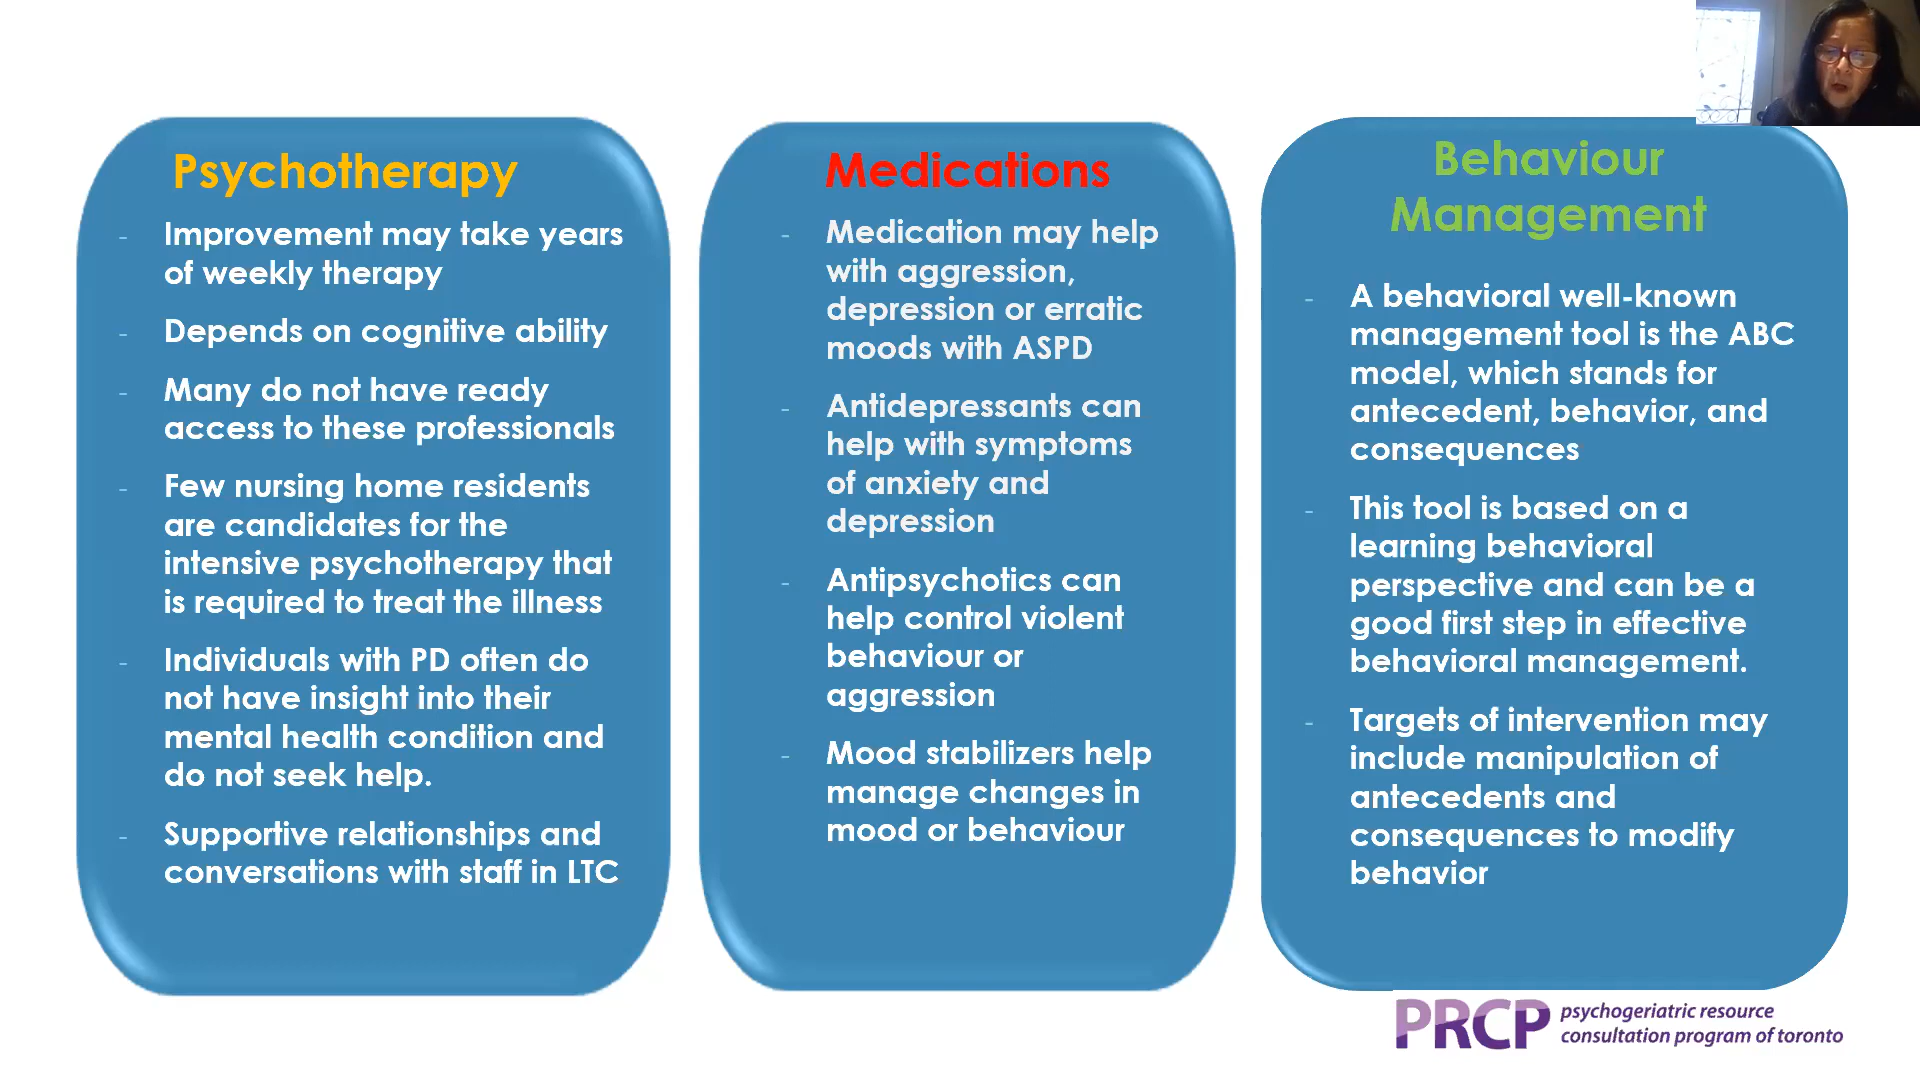 Psychotherapy
- Improvement may take years
of weekly therapy
- Depends on cognitive ability
- Many do not have ready
access to these professionals
- Few nursing home residents
are candidates for the
intensive psychotherapy that
is required to treat the illness
- Individuals with PD often do
not have insight into their
mental health condition and
do not seek help.
- Supportive relationships and
conversations with staff in LTC
Medications
- Medication may help
with aggression,
depression or erratic
moods with ASPD
- Antidepressants can
help with symptoms
of anxiety and
depression
- Antipsychotics can
help control violent
behaviour or
aggression
- Mood stabilizers help
manage changes in
mood or behaviour
Behaviour
Management
- A behavioral well-known
management tool is the ABC
model, which stands for
antecedent, behavior, and
consequences
- This tool is based on a
learning behavioral
perspective and can be a
good first step in effective
behavioral management.
- Targets of intervention may
include manipulation of
antecedents and
consequences to modify
behavior
PRCP psychogeriatric resource
consultation program of toronto